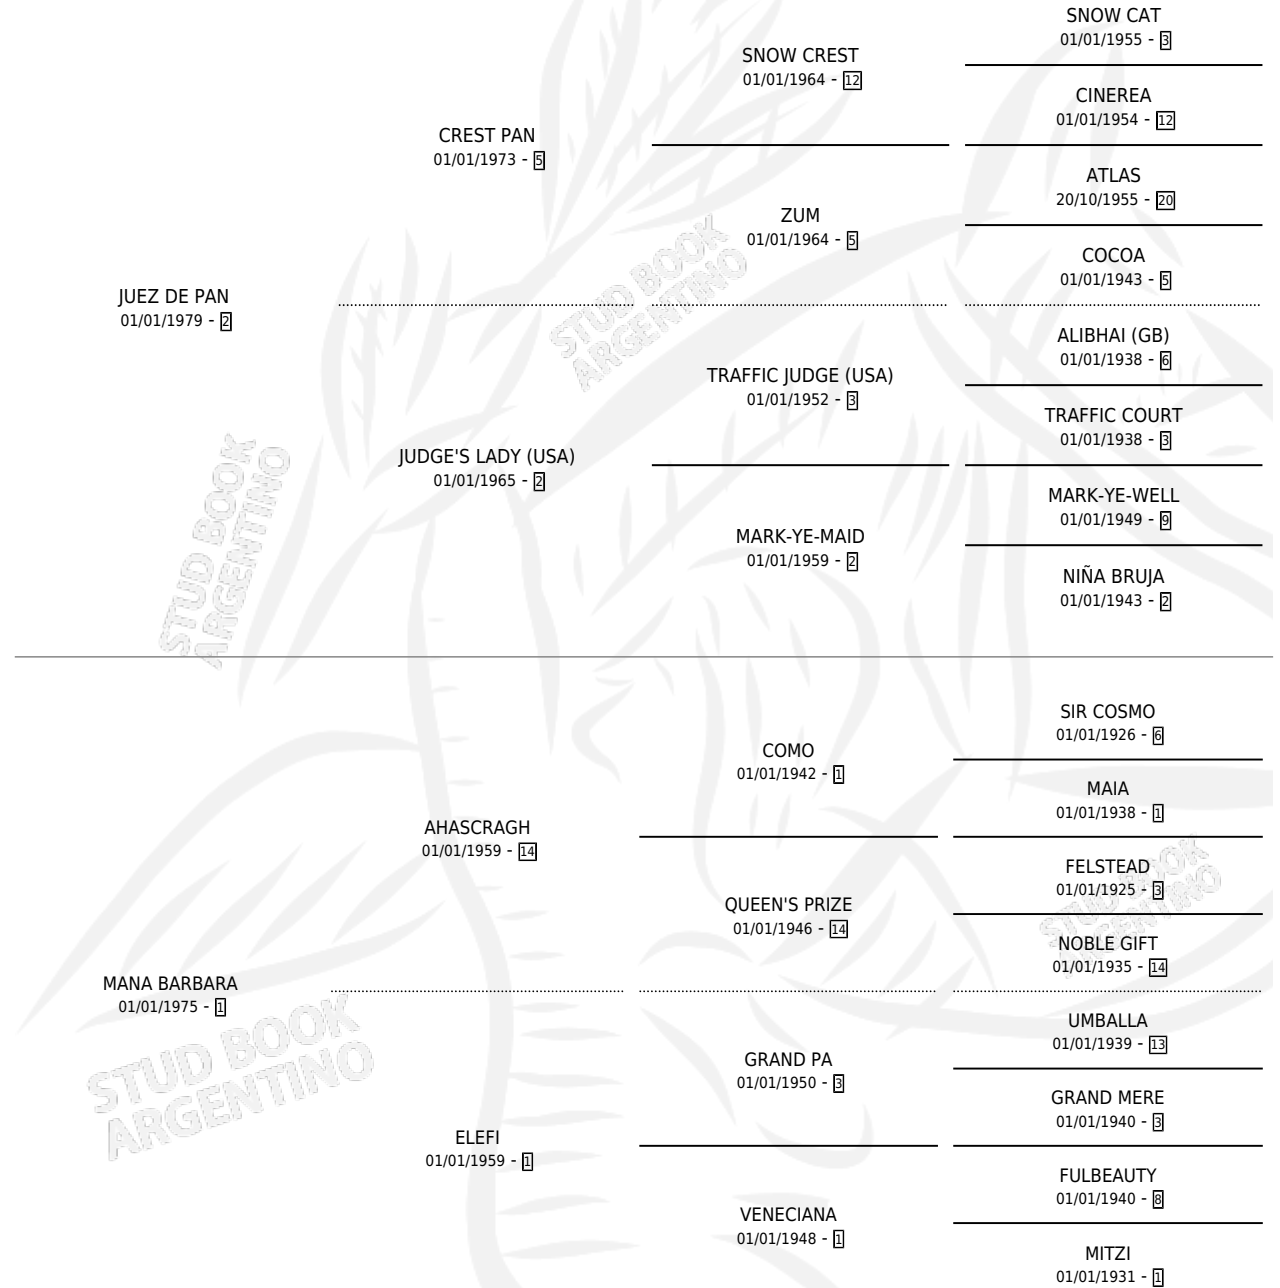 SNOW CAT
01/01/1955 - 3
SNOW CREST
01/01/1964 - 12
CINEREA
01/01/1954 - 12
CREST PAN
01/01/1973 - 5
ATLAS
20/10/1955 - 20
ZUM
01/01/1964 - 5
COCOA
01/01/1943 - 5
JUEZ DE PAN
01/01/1979 - 2
ALIBHAI (GB)
01/01/1938 - 6
TRAFFIC JUDGE (USA)
01/01/1952 - 3
TRAFFIC COURT
01/01/1938 - 3
JUDGE'S LADY (USA)
01/01/1965 - 2
MARK-YE-WELL
01/01/1949 - 9
MARK-YE-MAID
01/01/1959 - 2
NIÑA BRUJA
01/01/1943 - 2
STUD BOOK
ARGENTINO
STUD BOOK
ARGENTINO
SIR COSMO
01/01/1926 - 6
COMO
01/01/1942 - 1
MAIA
01/01/1938 - 1
AHASCRAGH
01/01/1959 - 14
FELSTEAD
01/01/1925 - 3
QUEEN'S PRIZE
01/01/1946 - 14
NOBLE GIFT
01/01/1935 - 14
MANA BARBARA
01/01/1975 - 1
UMBALLA
01/01/1939 - 13
GRAND PA
01/01/1950 - 3
GRAND MERE
01/01/1940 - 3
ELEFI
01/01/1959 - 1
FULBEAUTY
01/01/1940 - 8
VENECIANA
01/01/1948 - 1
MITZI
01/01/1931 - 1
STUD BOOK
ARGENTINO
STUD BOOK
ARGENTINO